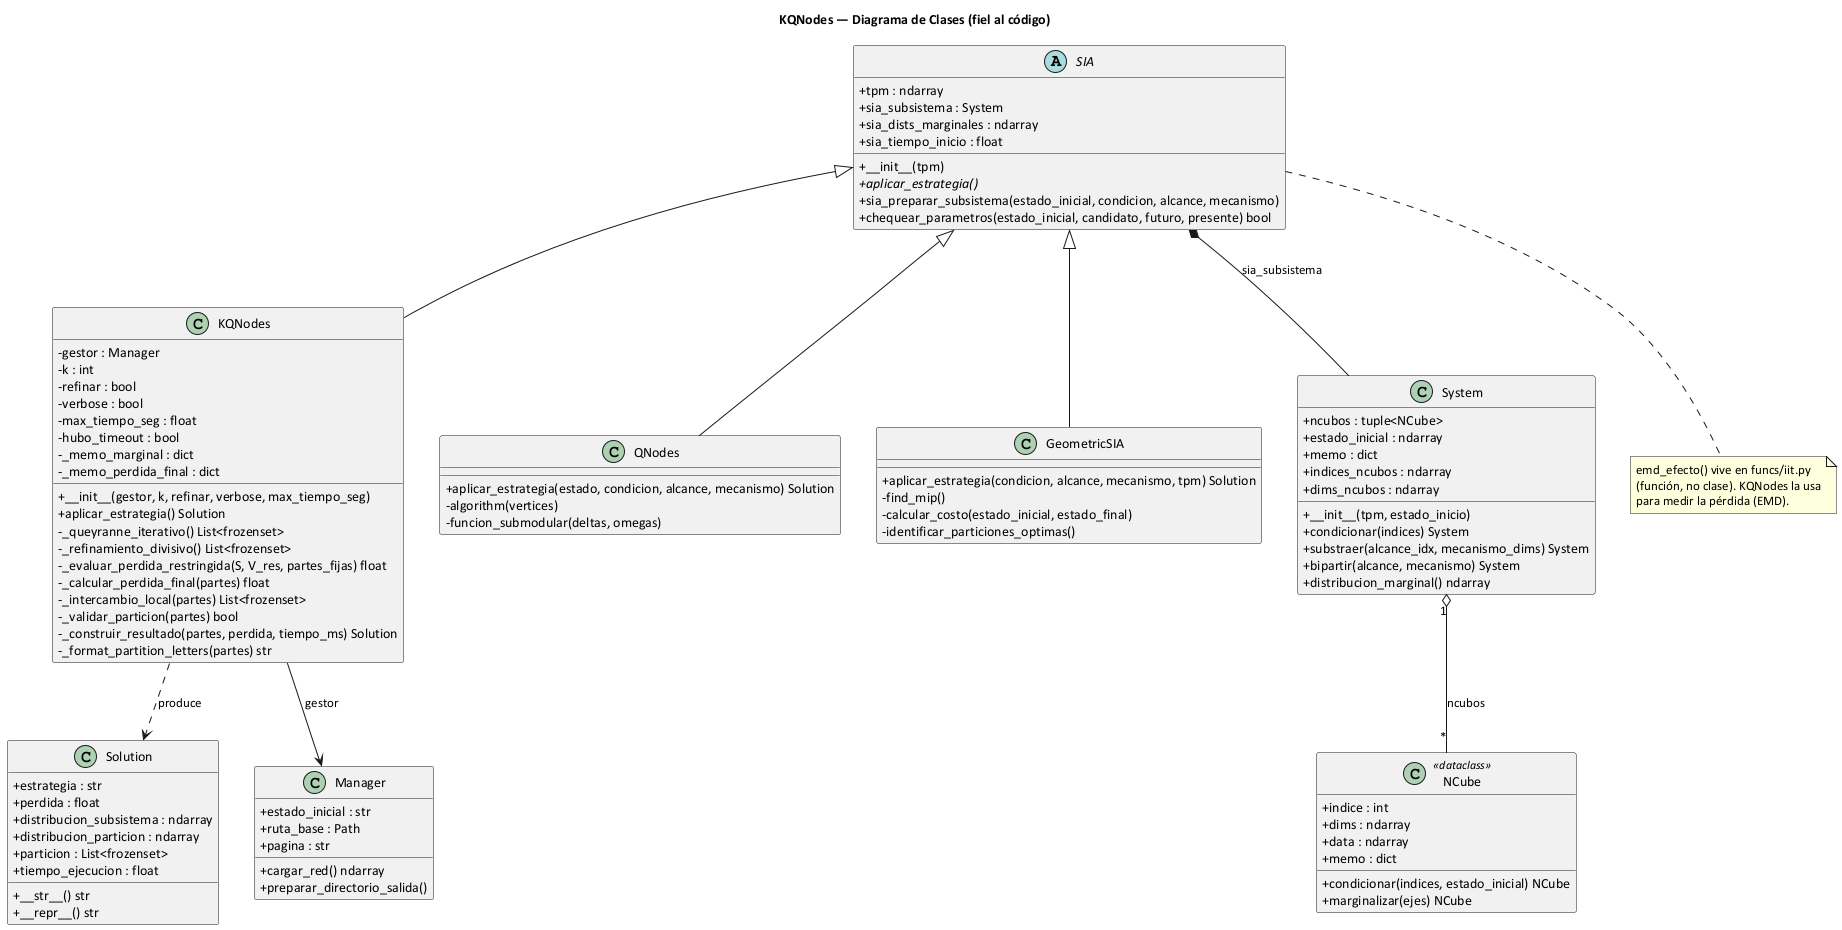 KQNodes — Diagrama de Clases (fiel al código)
A SIA
+tpm : ndarray
+sia_subsistema : System
+sia_dists_marginales : ndarray
+sia_tiempo_inicio : float
+__init__(tpm)
+aplicar_estrategia()
+sia_preparar_subsistema(estado_inicial, condicion, alcance, mecanismo)
+chequear_parametros(estado_inicial, candidato, futuro, presente) bool
sia_subsistema
C KQNodes
-gestor : Manager
-k : int
-refinar : bool
-verbose : bool
-max_tiempo_seg : float
-hubo_timeout : bool
-_memo_marginal : dict
-_memo_perdida_final : dict
+__init__(gestor, k, refinar, verbose, max_tiempo_seg)
+aplicar_estrategia() Solution
-_queyranne_iterativo() List<frozenset>
-_refinamiento_divisivo() List<frozenset>
-_evaluar_perdida_restringida(S, V_res, partes_fijas) float
-_calcular_perdida_final(partes) float
-_intercambio_local(partes) List<frozenset>
-_validar_particion(partes) bool
-_construir_resultado(partes, perdida, tiempo_ms) Solution
-_format_partition_letters(partes) str
C QNodes
+aplicar_estrategia(estado, condicion, alcance, mecanismo) Solution
-algorithm(vertices)
-funcion_submodular(deltas, omegas)
C GeometricSIA
+aplicar_estrategia(condicion, alcance, mecanismo, tpm) Solution
-find_mip()
-calcular_costo(estado_inicial, estado_final)
-identificar_particiones_optimas()
C System
+ncubos : tuple<NCube>
+estado_inicial : ndarray
+memo : dict
+indices_ncubos : ndarray
+dims_ncubos : ndarray
+__init__(tpm, estado_inicio)
+condicionar(indices) System
+substraer(alcance_idx, mecanismo_dims) System
+bipartir(alcance, mecanismo) System
+distribucion_marginal() ndarray
emd_efecto() vive en funcs/iit.py
(función, no clase). KQNodes la usa
para medir la pérdida (EMD).
produce
gestor
1
ncubos
*
C Solution
+estrategia : str
+perdida : float
+distribucion_subsistema : ndarray
+distribucion_particion : ndarray
+particion : List<frozenset>
+tiempo_ejecucion : float
+__str__() str
+__repr__() str
C Manager
+estado_inicial : str
+ruta_base : Path
+pagina : str
+cargar_red() ndarray
+preparar_directorio_salida()
«dataclass»
C NCube
+indice : int
+dims : ndarray
+data : ndarray
+memo : dict
+condicionar(indices, estado_inicial) NCube
+marginalizar(ejes) NCube